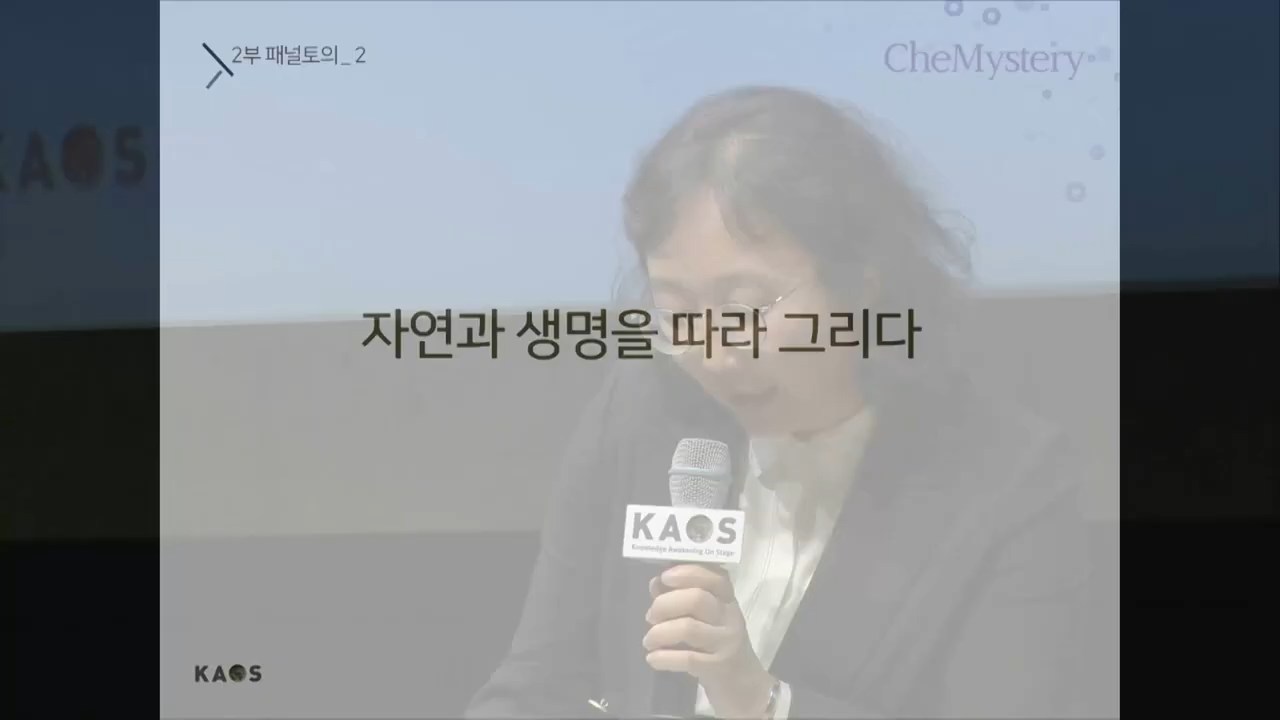 2부 패널토의_ 2
CheMystery
KAOS
자연과 생명을 따라 그리다
KAOS
Knowledge Awakening On Stage
KAOS